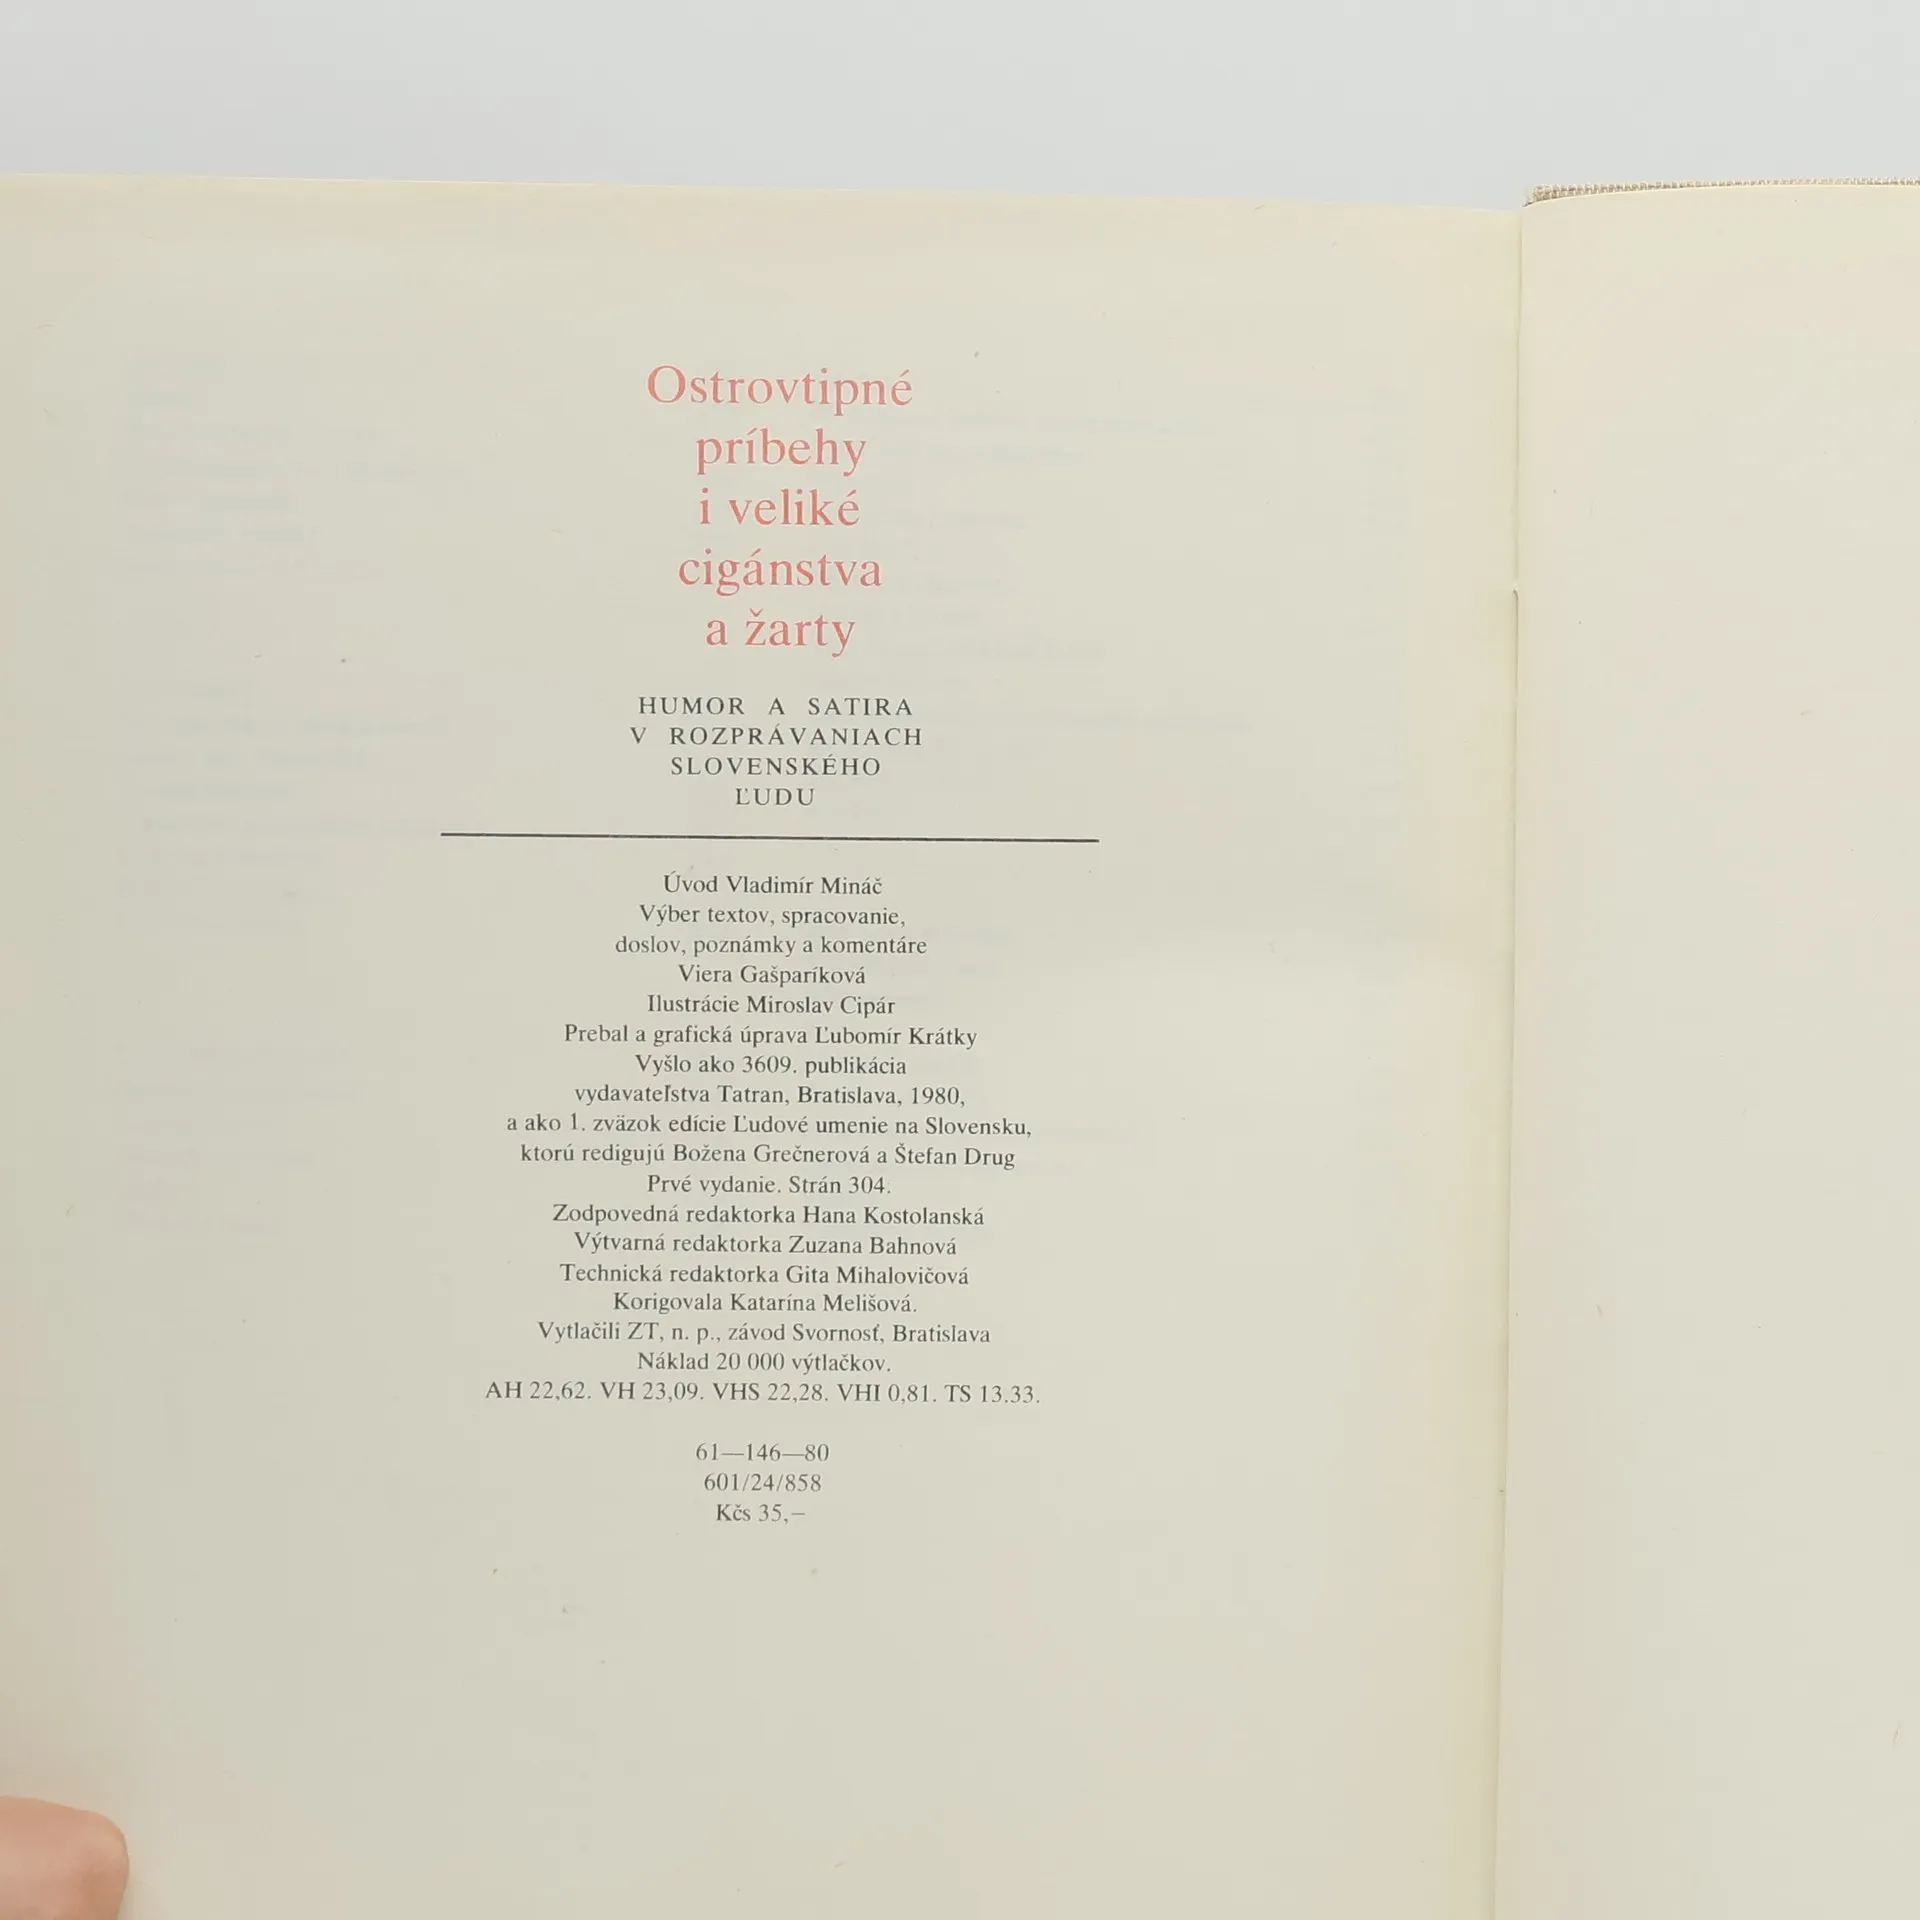 Ostrovtipné
príbehy
i veliké
cigánstva
a žarty
HUMOR A SATIRA
V ROZPRÁVANIACH
SLOVENSKÉHO
ĽUDU
Úvod Vladimír Mináč
Výber textov, spracovanie,
doslov, poznámky a komentáre
Viera Gašparíková
Ilustrácie Miroslav Cipár
Prebal a grafická úprava Ľubomír Krátky
Vyšlo ako 3609. publikácia
vydavateľstva Tatran, Bratislava, 1980,
a ako 1. zväzok edície Ľudové umenie na Slovensku,
ktorú redigujú Božena Grečnerová a Štefan Drug
Prvé vydanie. Strán 304.
Zodpovedná redaktorka Hana Kostolanská
Výtvarná redaktorka Zuzana Bahnová
Technická redaktorka Gita Mihalovičová
Korigovala Katarína Melišová.
Vytlačili ZT, n. p., závod Svornosť, Bratislava
Náklad 20 000 výtlačkov.
AH 22,62. VH 23,09. VHS 22,28. VHI 0,81. TS 13.33.
61—146—80
601/24/858
Kčs 35,–